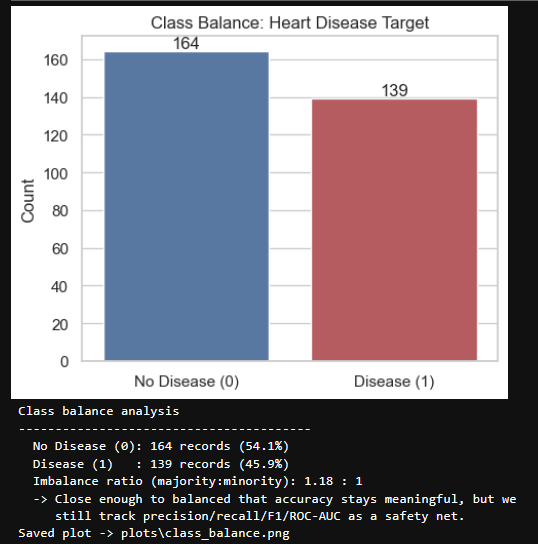 Class Balance: Heart Disease Target
164
139
160
140
120
100
80
60
40
20
0
Count
No Disease (0) Disease (1)
Class balance analysis
----------------------------------------
No Disease (0): 164 records (54.1%)
Disease (1)   : 139 records (45.9%)
Imbalance ratio (majority:minority): 1.18 : 1
-> Close enough to balanced that accuracy stays meaningful, but we
still track precision/recall/F1/ROC-AUC as a safety net.
Saved plot -> plots\class_balance.png